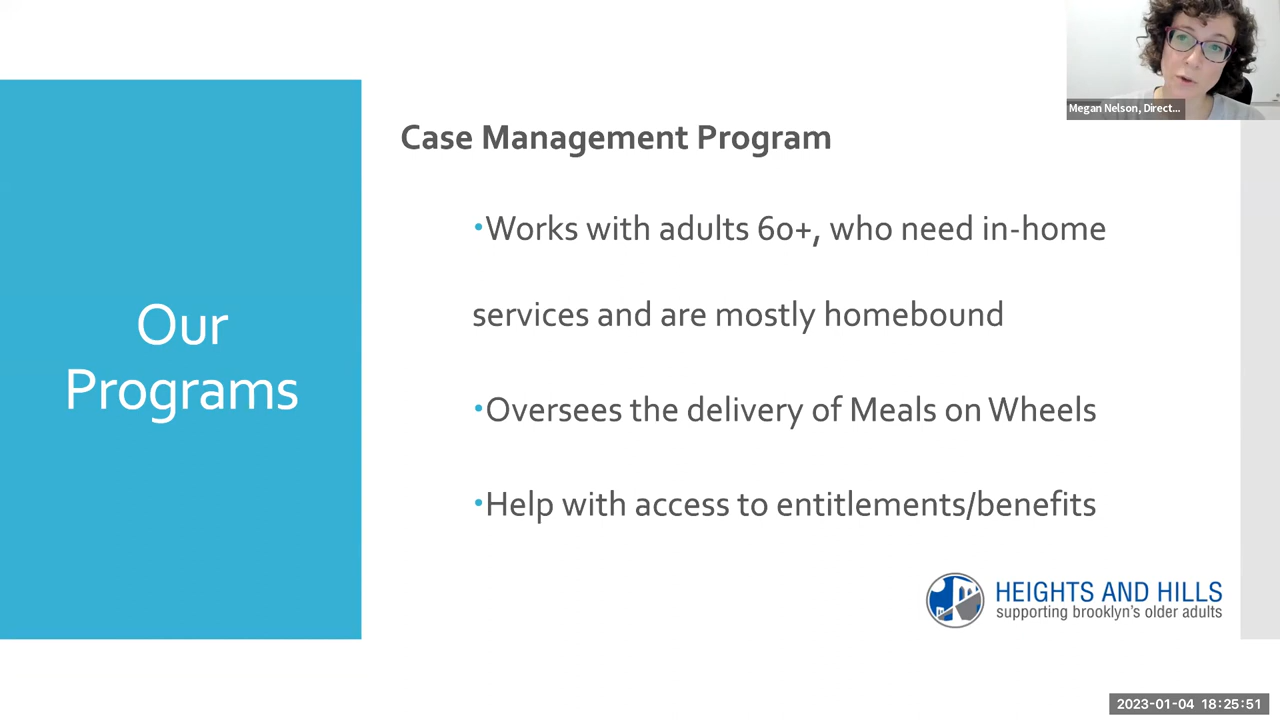 Megan Nelson, Direct...
Case Management Program
•Works with adults 60+, who need in-home
services and are mostly homebound
Our
Programs
•Oversees the delivery of Meals on Wheels
•Help with access to entitlements/benefits
HEIGHTS AND HILLS
supporting brooklyn's older adults
2023-01-04 18:25:51